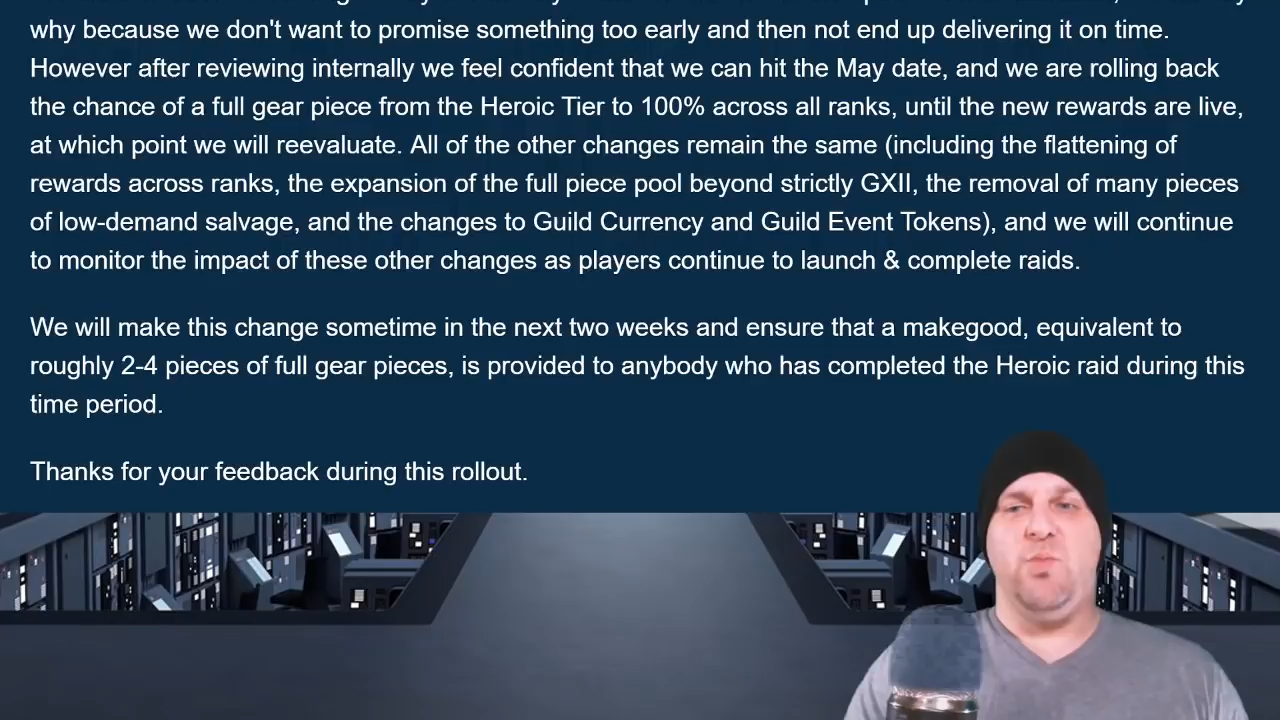 why because we don't want to promise something too early and then not end up delivering it on time.
However after reviewing internally we feel confident that we can hit the May date, and we are rolling back
the chance of a full gear piece from the Heroic Tier to 100% across all ranks, until the new rewards are live,
at which point we will reevaluate. All of the other changes remain the same (including the flattening of
rewards across ranks, the expansion of the full piece pool beyond strictly GXII, the removal of many pieces
of low-demand salvage, and the changes to Guild Currency and Guild Event Tokens), and we will continue
to monitor the impact of these other changes as players continue to launch & complete raids.
We will make this change sometime in the next two weeks and ensure that a makegood, equivalent to
roughly 2-4 pieces of full gear pieces, is provided to anybody who has completed the Heroic raid during this
time period.
Thanks for your feedback during this rollout.